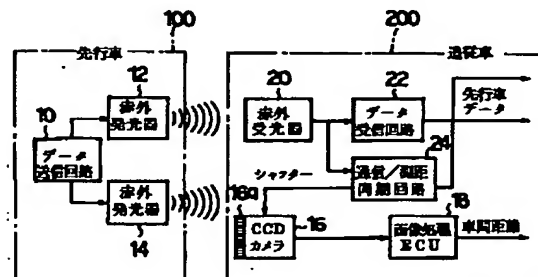 100
先行車
12
赤外
発光器
10
データ
送信回路
赤外
発光器
14
200
追従車
20
赤外
受光器
22
データ
受信回路
先行車
データ
24
通信/測距
同期回路
シャッター
16a
CCD
カメラ
16
18
画像処理
ECU
車間距離